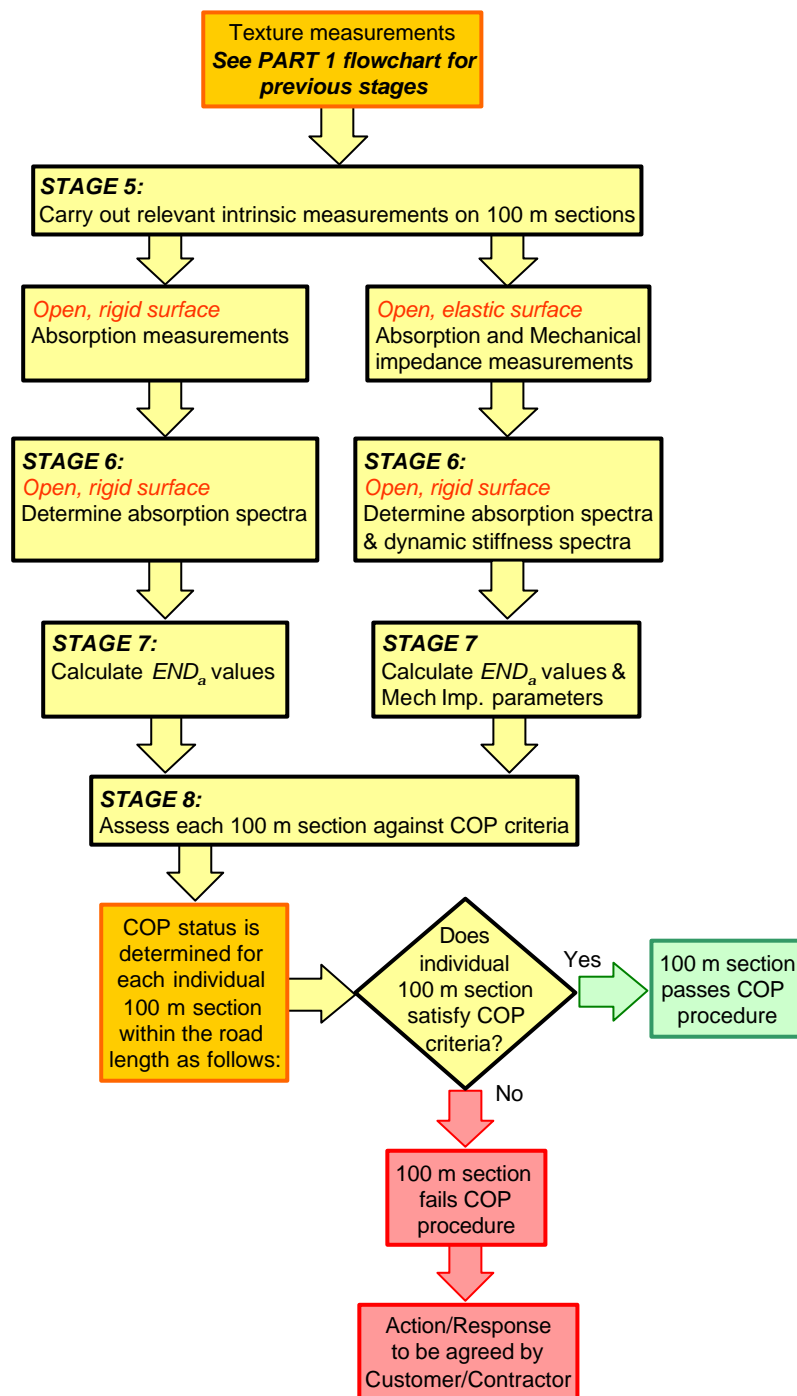 Texture measurements
See PART 1 flowchart for
previous stages
STAGE 5:
Carry out relevant intrinsic measurements on 100 m sections
Open, rigid surface
Absorption measurements
Open, elastic surface
Absorption and Mechanical
impedance measurements
STAGE 6:
Open, rigid surface
Determine absorption spectra
STAGE 6:
Open, rigid surface
Determine absorption spectra
& dynamic stiffness spectra
STAGE 7:
Calculate ENDa values
STAGE 7
Calculate ENDa values &
Mech Imp. parameters
STAGE 8:
Assess each 100 m section against COP criteria
COP status is
determined for
each individual
100 m section
within the road
length as follows:
Does
individual
100 m section
satisfy COP
criteria?
Yes
100 m section
passes COP
procedure
No
100 m section
fails COP
procedure
Action/Response
to be agreed by
Customer/Contractor